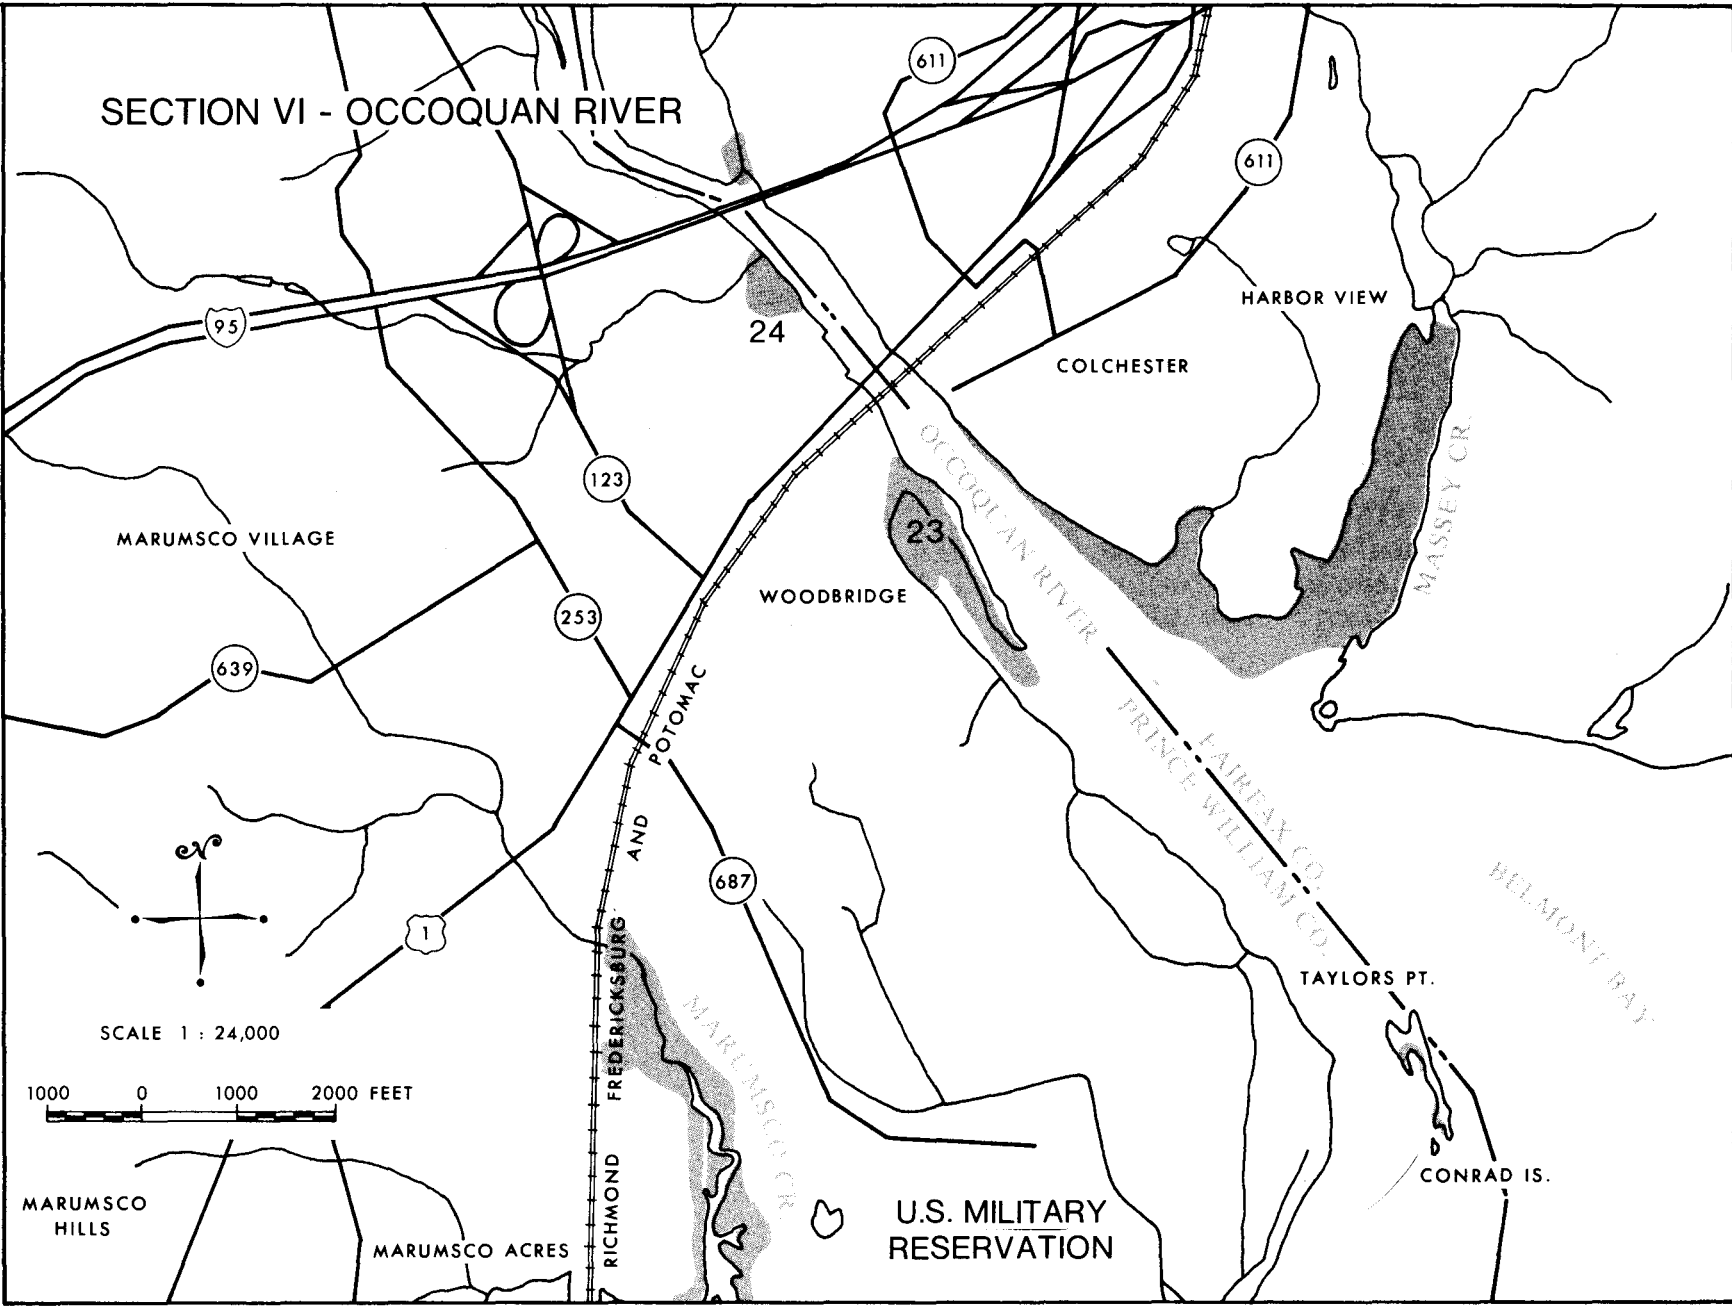 611
SECTION VI - OCCOQUAN RIVER
611
HARBOR VIEW
95
24
COLCHESTER
OCCOQUAN RIVER
MASSEY CR.
123
23
MARUMSCO VILLAGE
WOODBRIDGE
253
639
POTOMAC
FAIRFAX CO.
PRINCE WILLIAM CO.
N
AND
687
BELMONT BAY
1
FREDERICKSBURG
TAYLORS PT.
MARUMSCO CR.
SCALE 1 : 24,000
1000 0 1000 2000 FEET
RICHMOND
CONRAD IS.
MARUMSCO
HILLS
U.S. MILITARY
RESERVATION
MARUMSCO ACRES